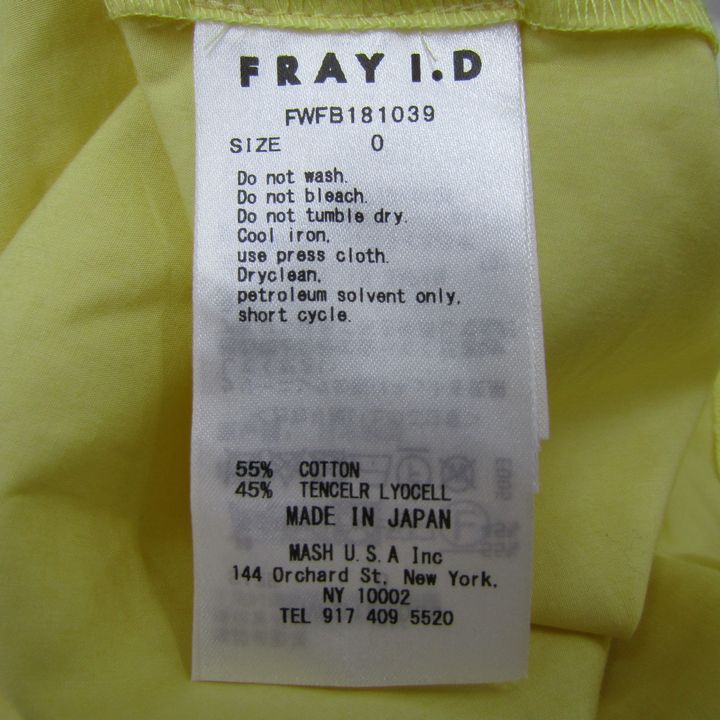 FRAY I.D
FWFB181039
SIZE 0
Do not wash.
Do not bleach.
Do not tumble dry.
Cool iron,
use press cloth.
Dryclean,
petroleum solvent only,
short cycle.
55% COTTON
45% TENCELR LYOCELL
MADE IN JAPAN
MASH U.S.A Inc
144 Orchard St, New York,
NY 10002
TEL 917 409 5520